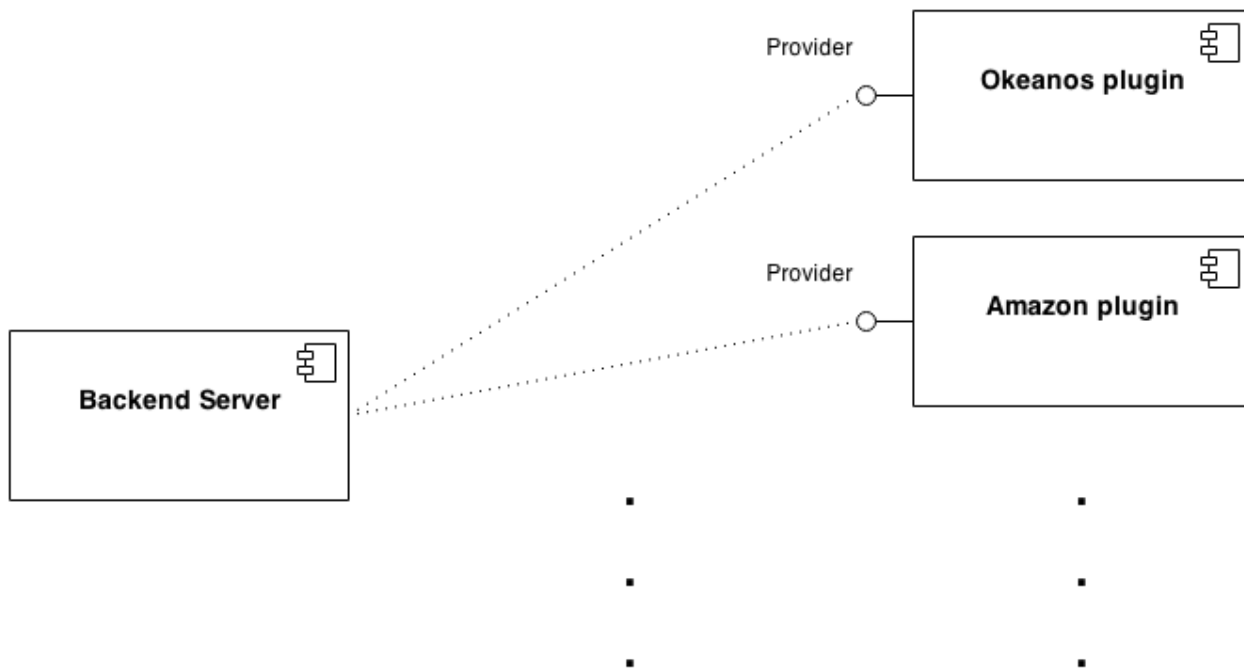 Provider
Okeanos plugin
Provider
Amazon plugin
Backend Server